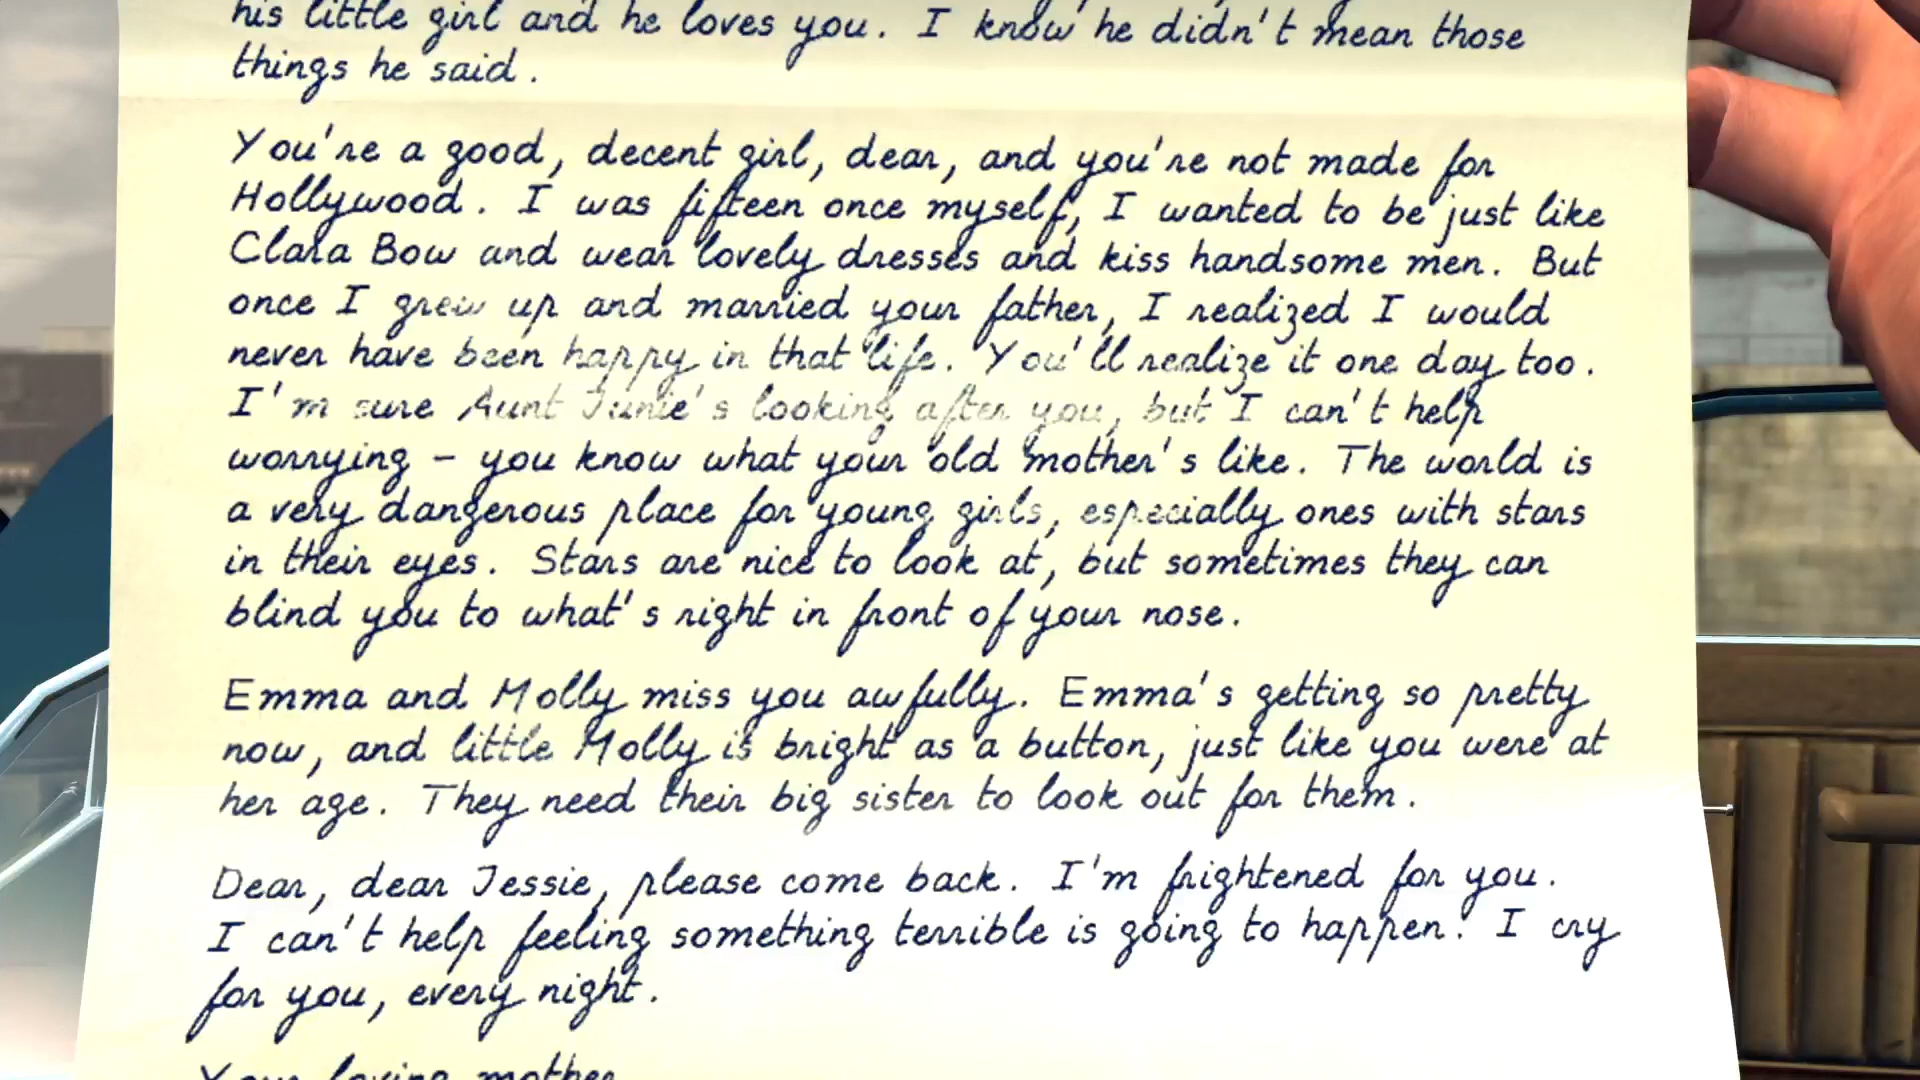 his little girl and he loves you. I know he didn't mean those
things he said.
You're a good, decent girl, dear, and you're not made for
Hollywood. I was fifteen once myself, I wanted to be just like
Clara Bow and wear lovely dresses and kiss handsome men. But
once I grew up and married your father, I realized I would
never have been happy in that life. You'll realize it one day too.
I'm sure Aunt Junie's looking after you, but I can't help
worrying - you know what your old mother's like. The world is
a very dangerous place for young girls, especially ones with stars
in their eyes. Stars are nice to look at, but sometimes they can
blind you to what's right in front of your nose.
Emma and Molly miss you awfully. Emma's getting so pretty
now, and little Molly is bright as a button, just like you were at
her age. They need their big sister to look out for them.
Dear, dear Jessie, please come back. I'm frightened for you.
I can't help feeling something terrible is going to happen. I cry
for you, every night.
Your loving mother